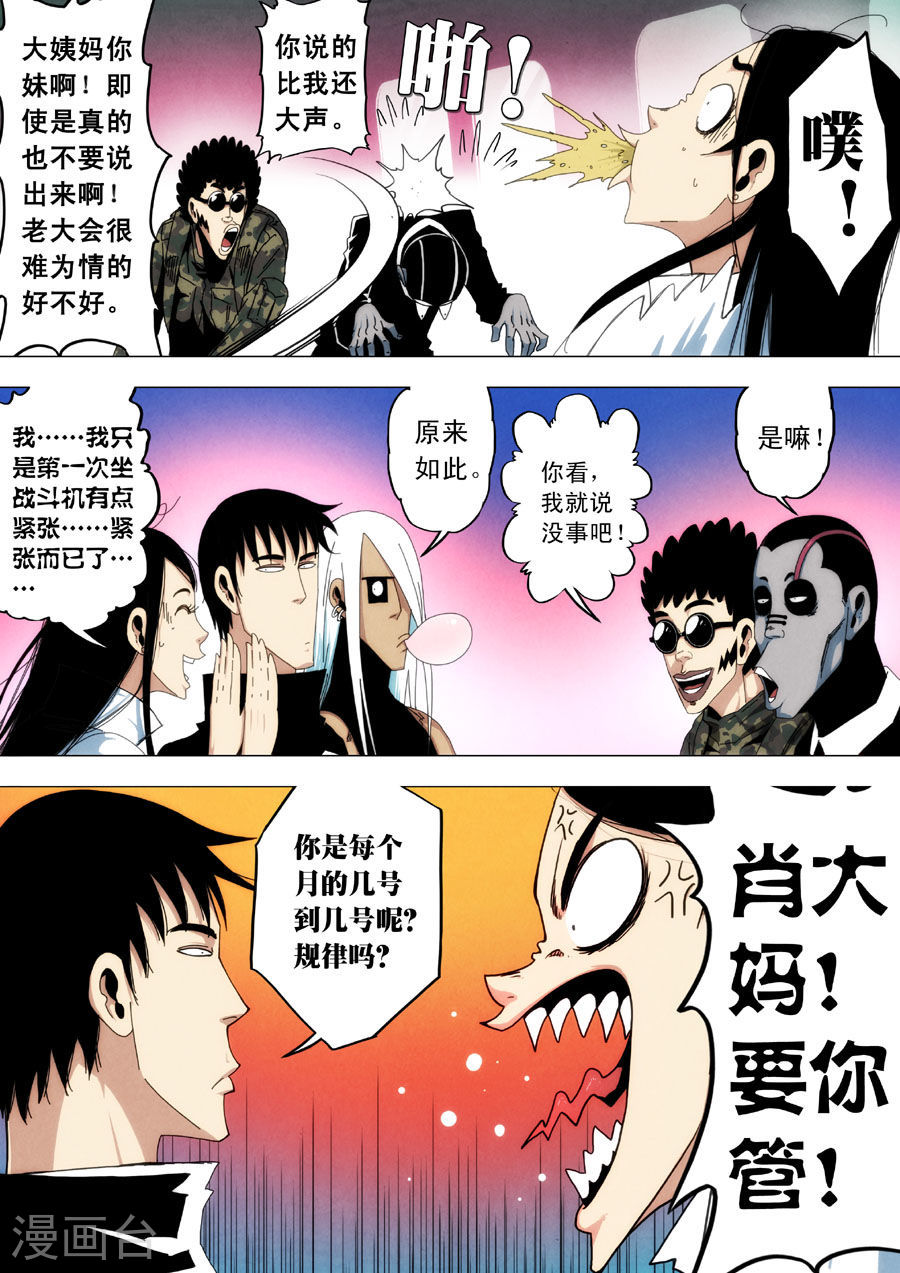 大姨妈你
妹啊！即
使是真的
也不要说
出来啊！
老大会很
难为情的
好不好。
你说的
比我还
大声。
啪！
噗！
我……我只
是第一次坐
战斗机有点
紧张……紧
张而已了…
…
原来
如此。
你看，
我就说
没事吧！
是嘛！
你是每个
月的几号
到几号呢？
规律吗？
大！你！
肖妈要管
漫画台